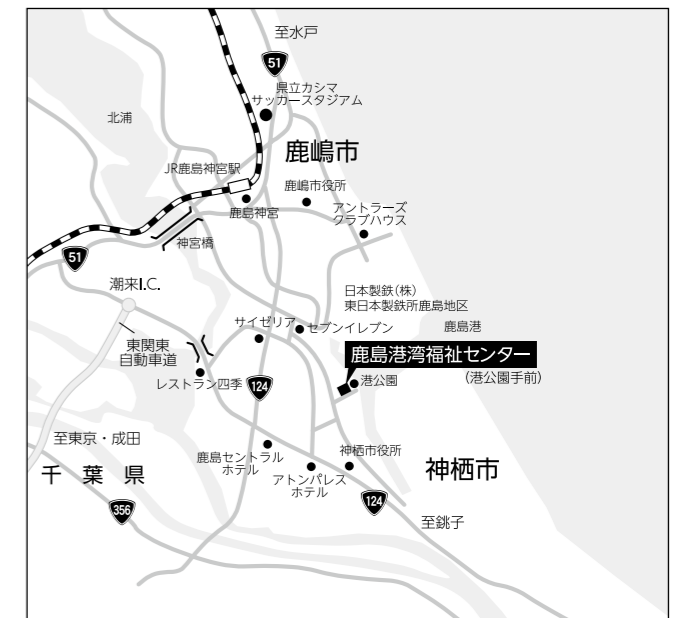 至水戸
51
県立カシマ
サッカースタジアム
北浦
鹿嶋市
JR鹿島神宮駅
鹿嶋市役所
鹿島神宮
アントラーズ
クラブハウス
神宮橋
51
潮来I.C.
日本製鉄(株)
東日本製鉄所鹿島地区
サイゼリア
セブンイレブン
鹿島港
東関東
自動車道
鹿島港湾福祉センター
(港公園手前)
レストラン四季
124
港公園
至東京・成田
千葉県
鹿島セントラル
ホテル
神栖市役所
アトンパレス
ホテル
神栖市
124
356
至銚子